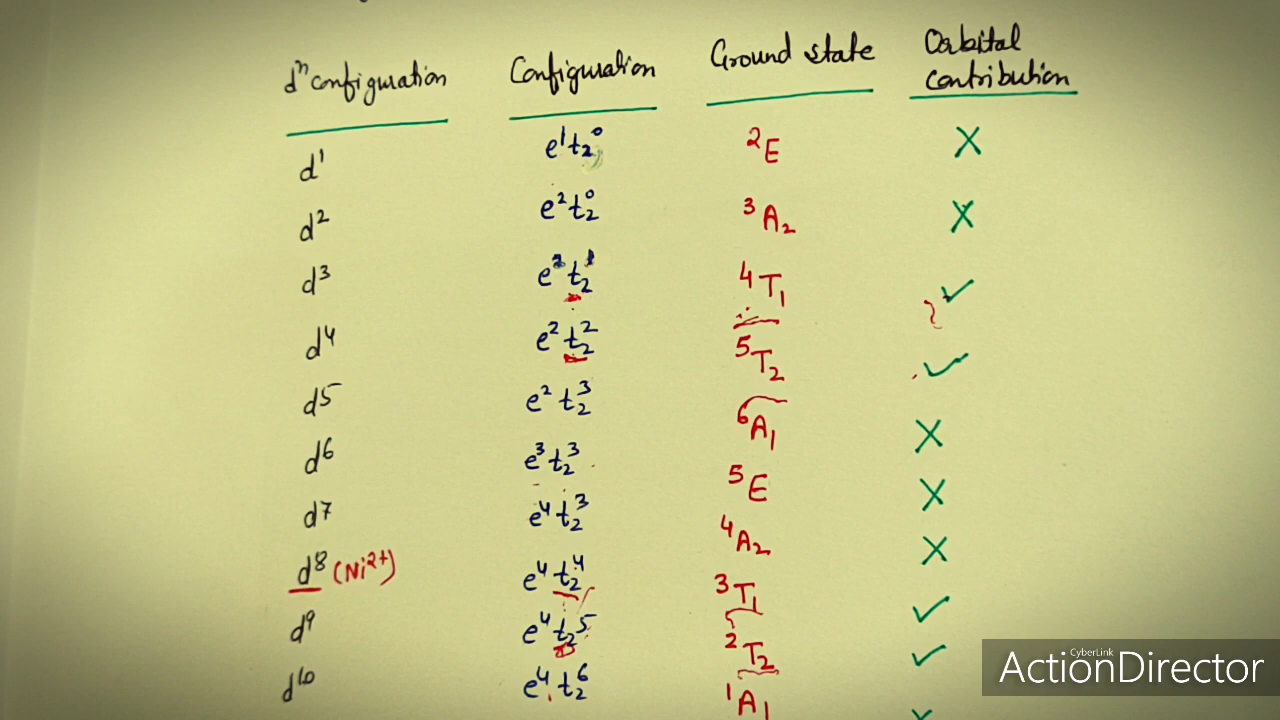 dⁿ configuration Configuration Ground state Orbital contribution
d¹ e¹t₂⁰ ²E X
d² e²t₂⁰ ³A₂ X
d³ e²t₂¹ ⁴T₁ ? ✓
d⁴ e²t₂² ⁵T₂ ✓
d⁵ e²t₂³ ⁶A₁ X
d⁶ e³t₂³ ⁵E X
d⁷ e⁴t₂³ ⁴A₂ X
d⁸ (Ni²⁺) e⁴t₂⁴ ³T₁ ✓
d⁹ e⁴t₂⁵ ²T₂ ✓
d¹⁰ e⁴t₂⁶ ¹A₁
CyberLink
ActionDirector